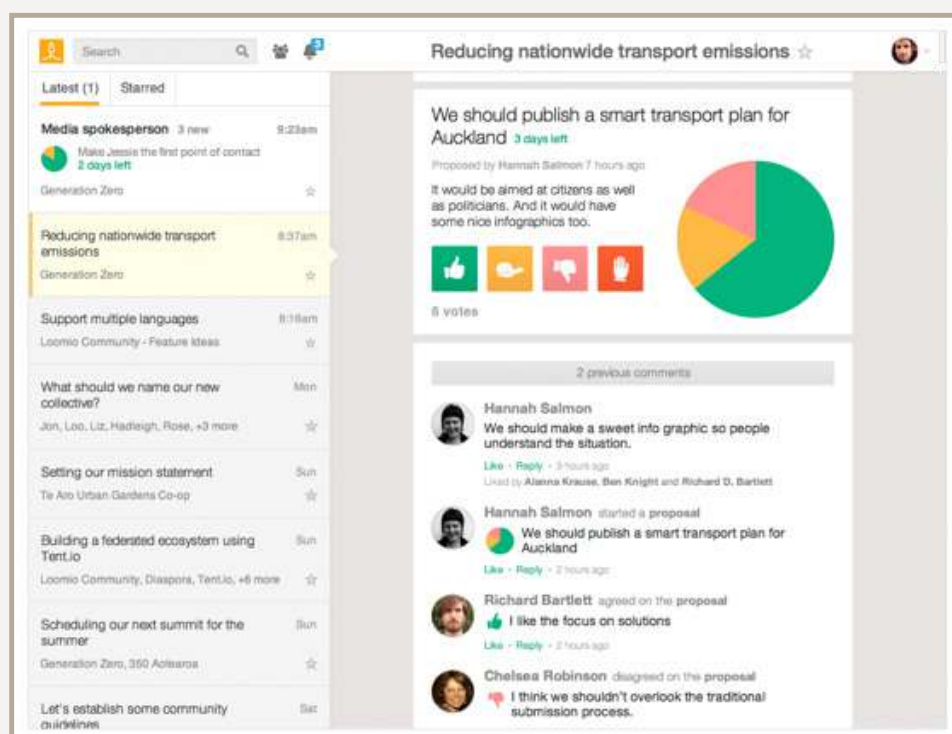 Search
3
Reducing nationwide transport emissions
Latest (1) Starred
Media spokesperson 3 new 9:23am
Make Jessie the first point of contact
2 days left
Generation Zero
Reducing nationwide transport 8:37am
emissions
Generation Zero
Support multiple languages 8:18am
Loomio Community - Feature Ideas
What should we name our new Mon
collective?
Jon, Loo, Liz, Hadleigh, Rose, +3 more
Setting our mission statement Sun
Te Aro Urban Gardens Co-op
Building a federated ecosystem using Sun
Tent.io
Loomio Community, Diaspora, Tent.io, +6 more
Scheduling our next summit for the Sun
summer
Generation Zero, 350 Aotearoa
Let's establish some community Sat
guidelines
We should publish a smart transport plan for
Auckland 3 days left
Proposed by Hannah Salmon 7 hours ago
It would be aimed at citizens as well
as politicians. And it would have
some nice infographics too.
6 votes
2 previous comments
Hannah Salmon
We should make a sweet info graphic so people
understand the situation.
Like · Reply · 3 hours ago
Liked by Alanna Krause, Ben Knight and Richard D. Bartlett
Hannah Salmon started a proposal
We should publish a smart transport plan for
Auckland
Like · Reply · 2 hours ago
Richard Bartlett agreed on the proposal
I like the focus on solutions
Like · Reply · 2 hours ago
Chelsea Robinson disagreed on the proposal
I think we shouldn't overlook the traditional
submission process.